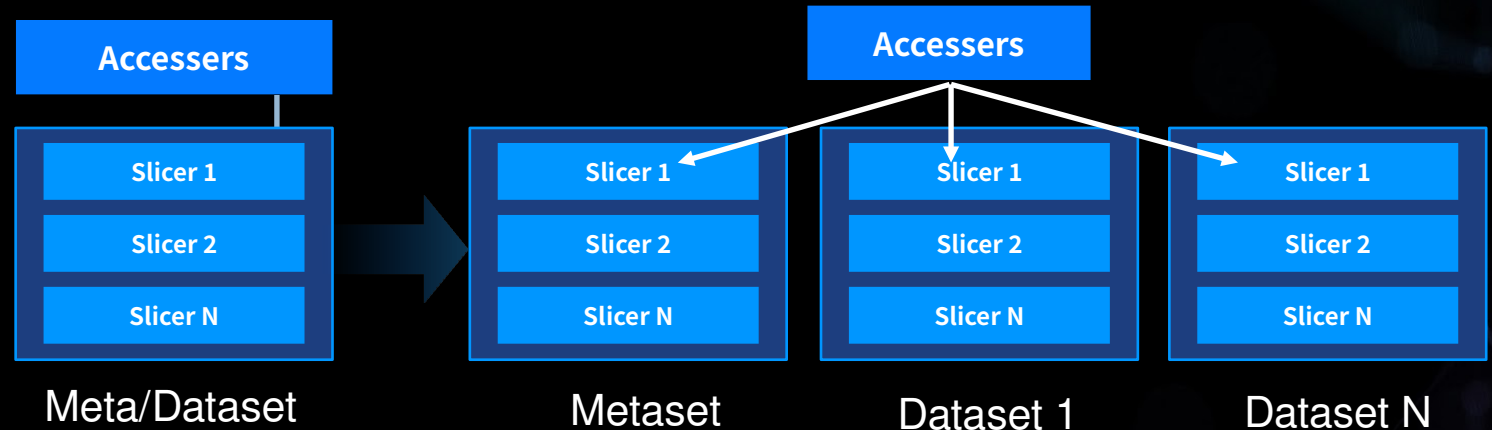 Accessers
Slicer 1
Slicer 2
Slicer N
Meta/Dataset
Accessers
Slicer 1
Slicer 2
Slicer N
Metaset
Slicer 1
Slicer 2
Slicer N
Dataset 1
Slicer 1
Slicer 2
Slicer N
Dataset N